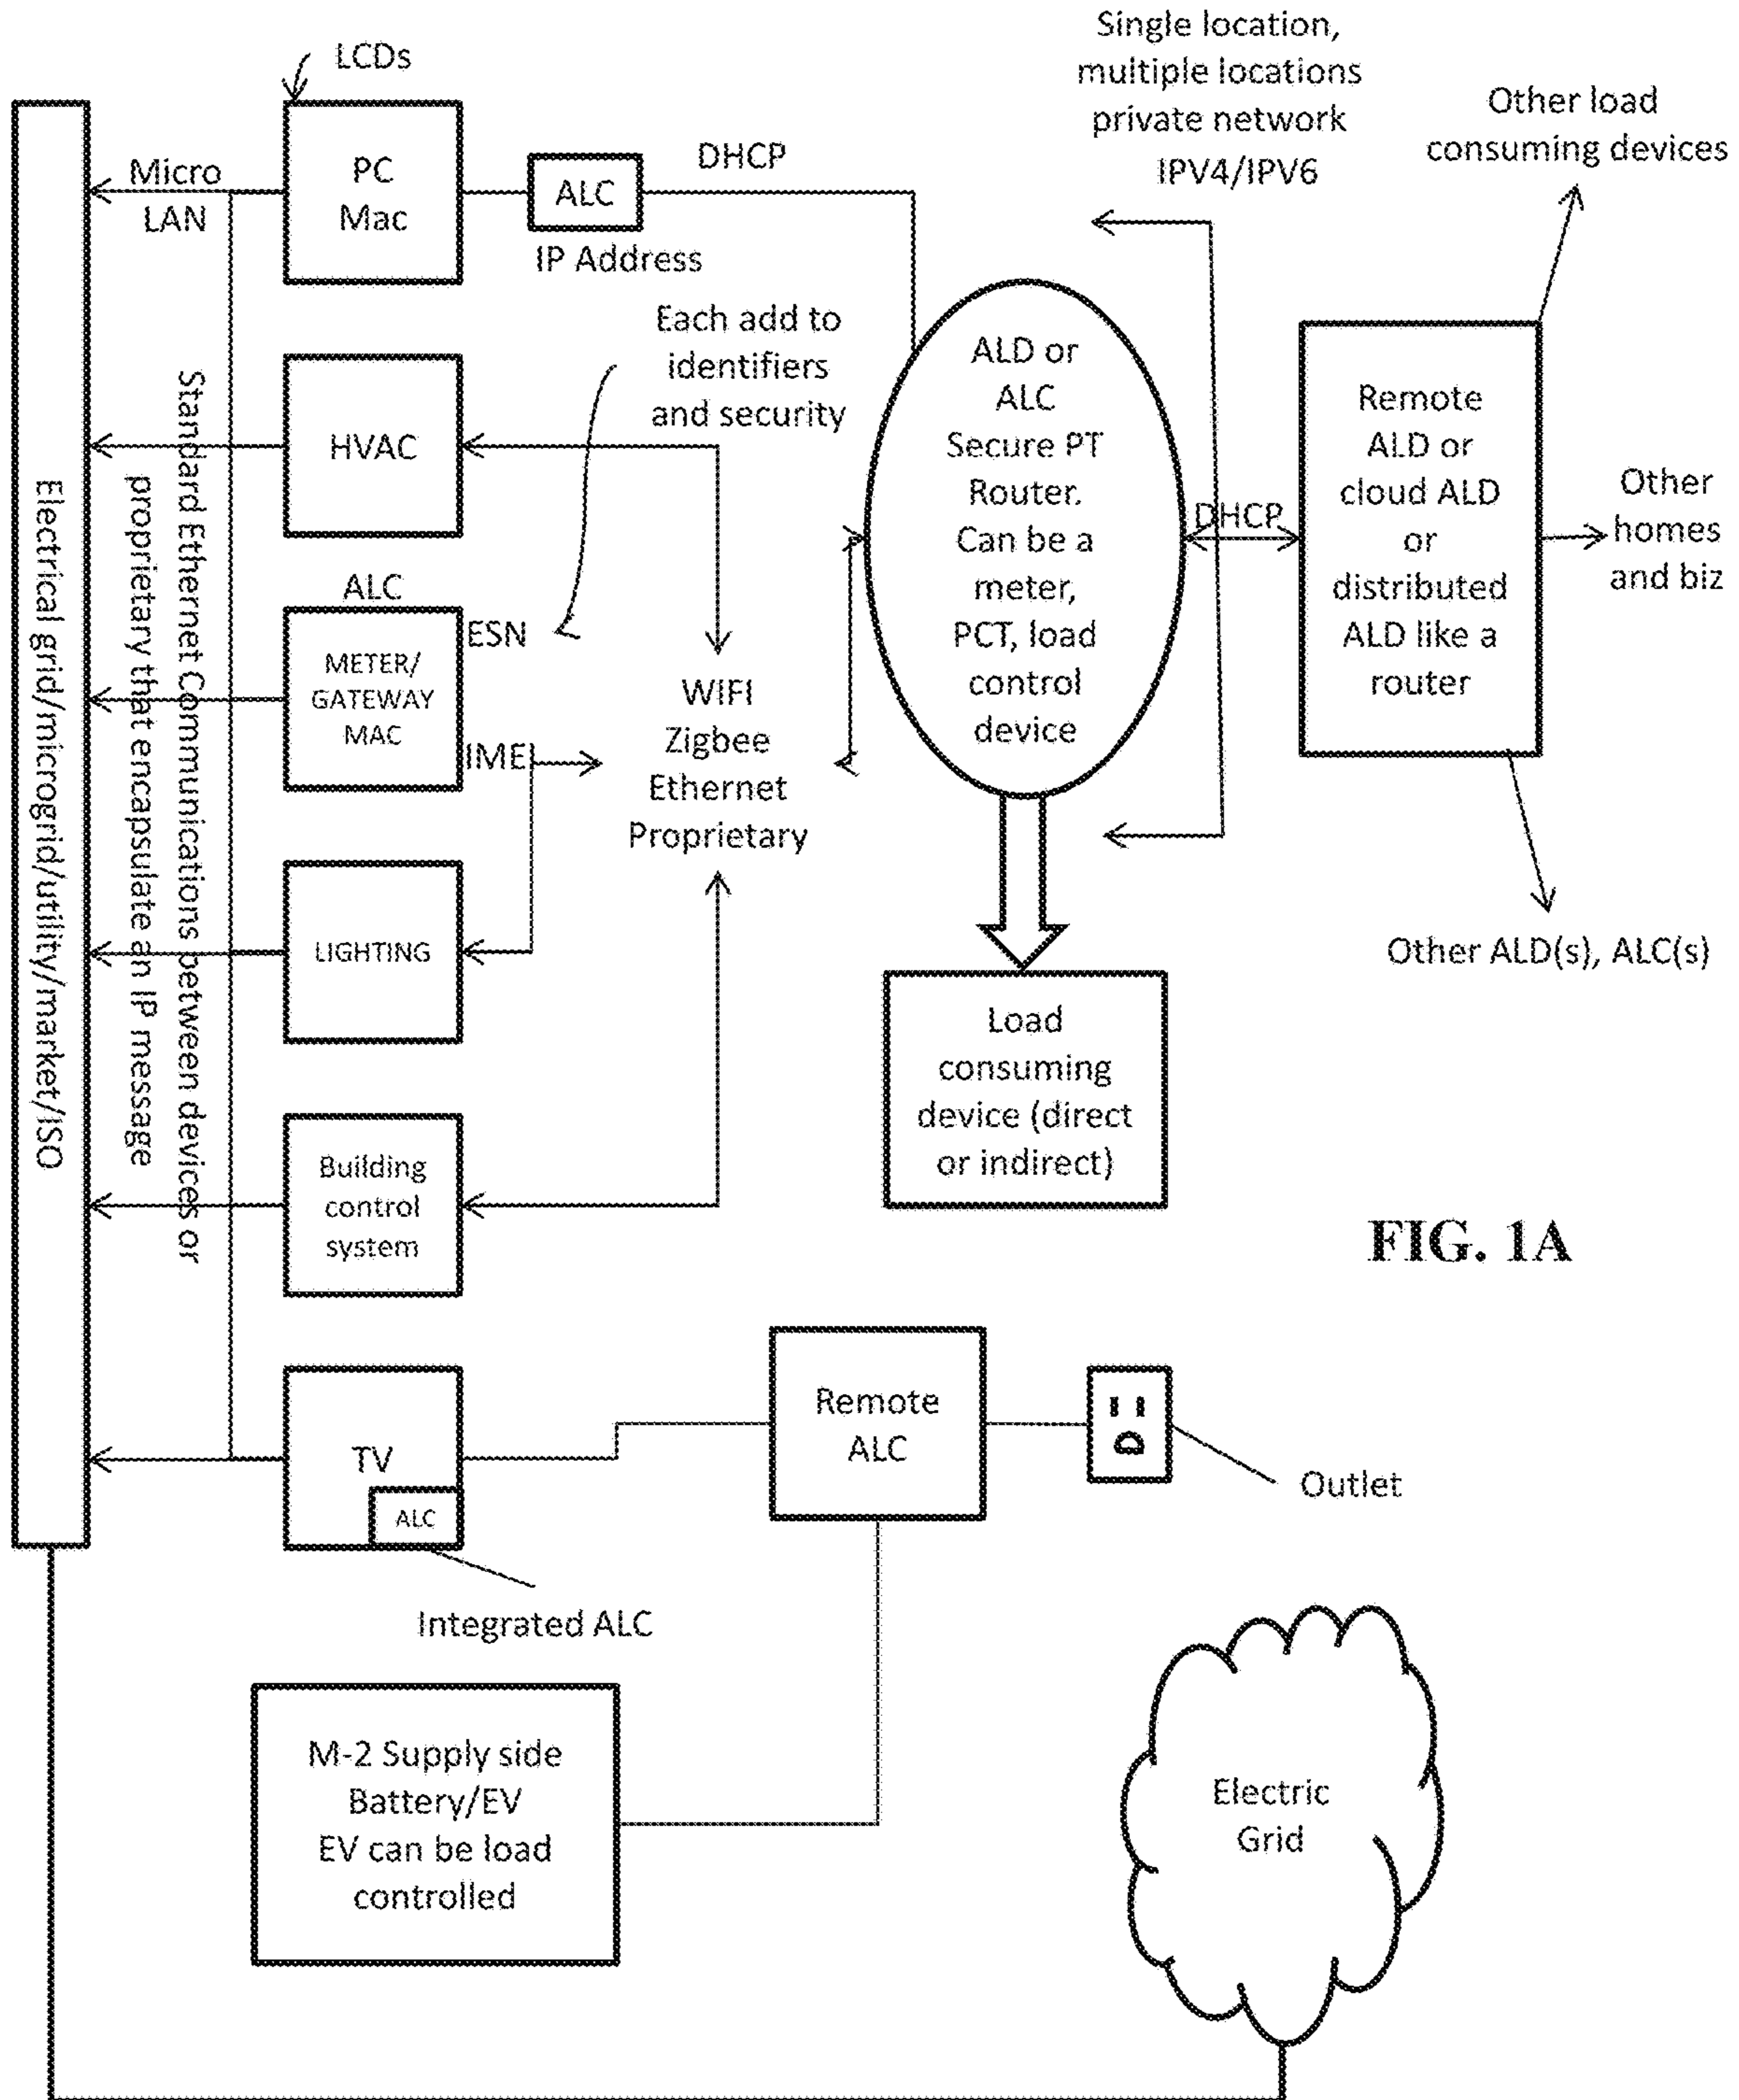 LCDs
Single location,
multiple locations
private network
IPV4/IPV6
Other load
consuming devices
Micro
LAN
PC
Mac
ALC
DHCP
IP Address
Each add to
identifiers
and security
HVAC
ALC
METER/
GATEWAY
MAC
ESN
IMEI
WIFI
Zigbee
Ethernet
Proprietary
LIGHTING
Building
control
system
ALD or
ALC
Secure PT
Router.
Can be a
meter,
PCT, load
control
device
DHCP
Remote
ALD or
cloud ALD
or
distributed
ALD like a
router
Other
homes
and biz
Other ALD(s), ALC(s)
Load
consuming
device (direct
or indirect)
Electrical grid/microgrid/utility/market/ISO
Standard Ethernet Communications between devices or
proprietary that encapsulate an IP message
FIG. 1A
TV
ALC
Remote
ALC
Outlet
Integrated ALC
M-2 Supply side
Battery/EV
EV can be load
controlled
Electric
Grid